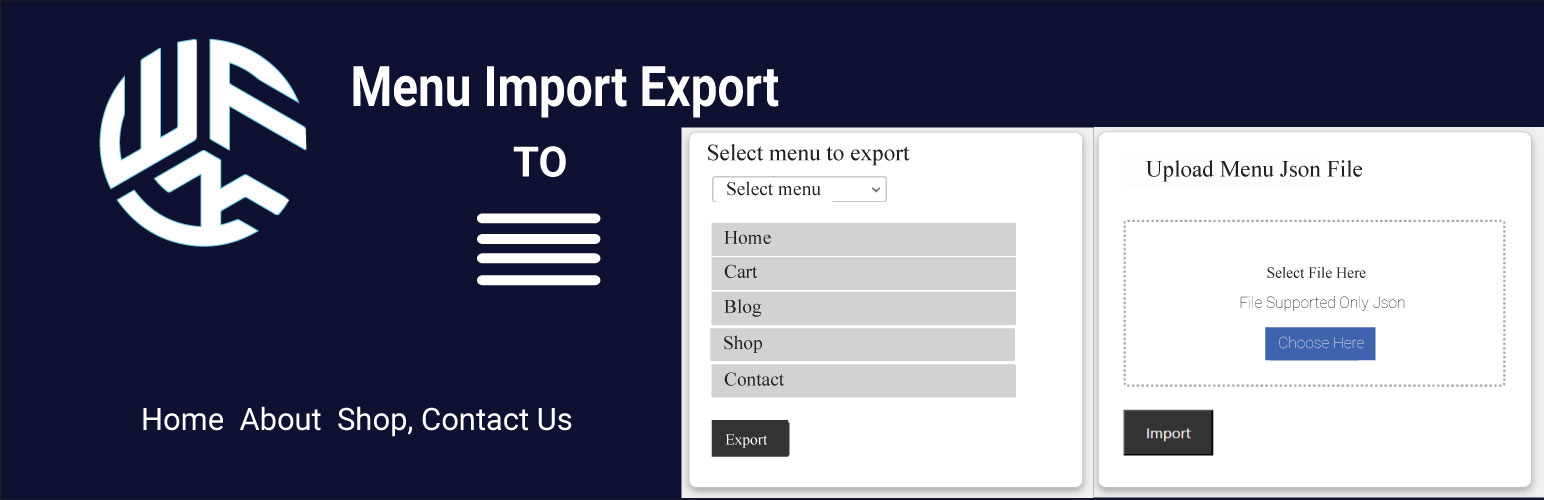 Menu Import Export
TO
Home About Shop, Contact Us
Select menu to export
Select menu
Home
Cart
Blog
Shop
Contact
Export
Upload Menu Json File
Select File Here
File Supported Only Json
Choose Here
Import